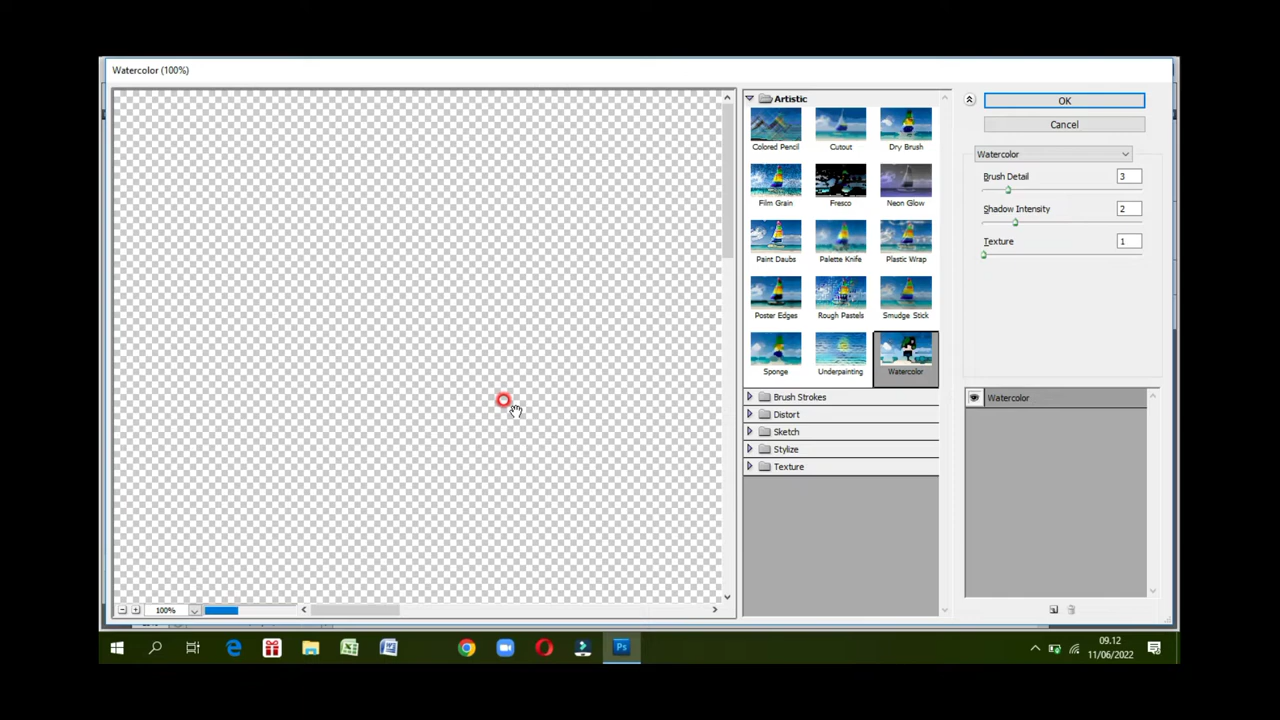 Watercolor (100%)
Artistic
Colored Pencil
Cutout
Dry Brush
Film Grain
Fresco
Neon Glow
Paint Daubs
Palette Knife
Plastic Wrap
Poster Edges
Rough Pastels
Smudge Stick
Sponge
Underpainting
Watercolor
Brush Strokes
Distort
Sketch
Stylize
Texture
OK
Cancel
Watercolor
Brush Detail 3
Shadow Intensity 2
Texture 1
Watercolor
100%
Ps
09.12
11/06/2022